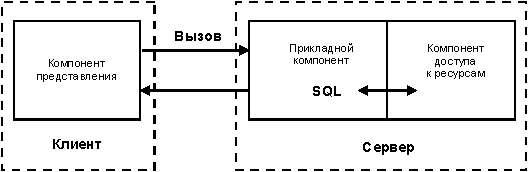 Компонент
представления
Клиент
Вызов
Прикладной
компонент
SQL
Компонент
доступа
к ресурсам
Сервер